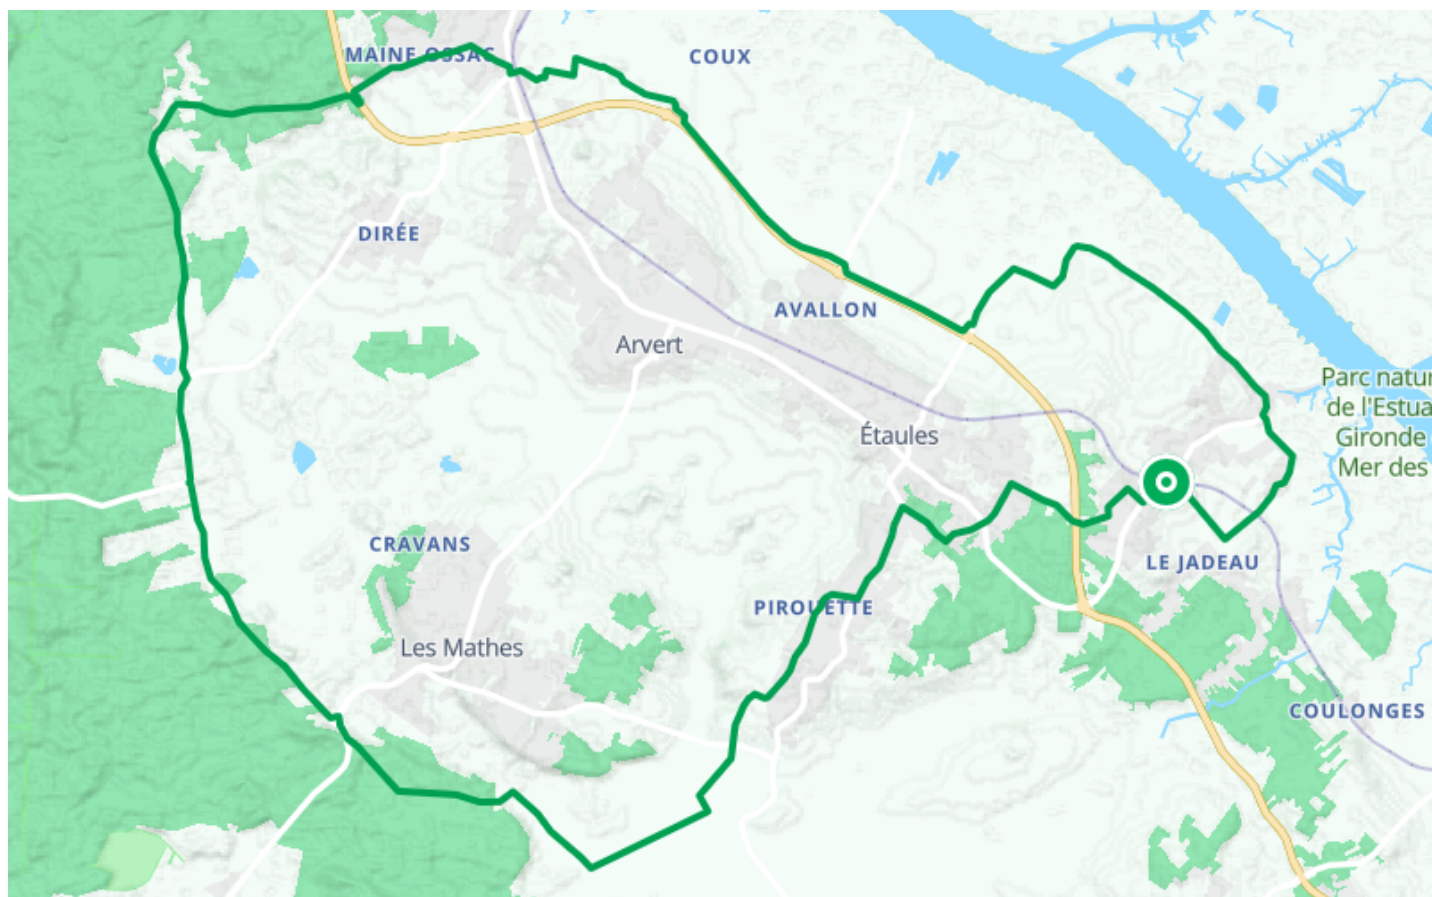 MAINE OSSAC
COUX
DIRÉE
AVALLON
Arvert
Parc natur
de l'Estua
Gironde
Mer des
Étaules
CRAVANS
LE JADEAU
PIROUETTE
Les Mathes
COULONGES